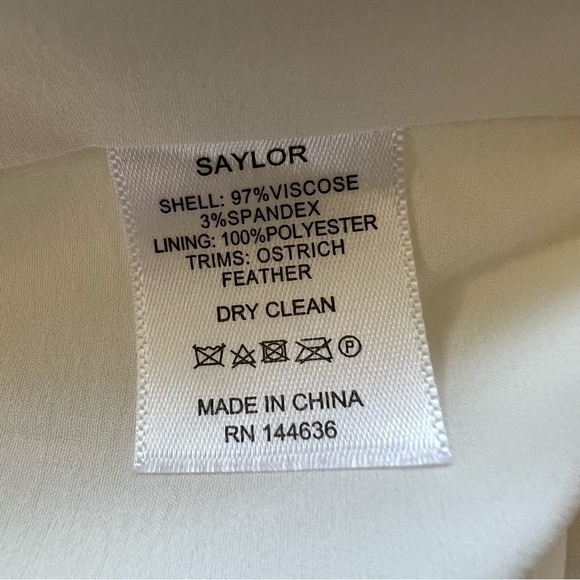 SAYLOR
SHELL: 97%VISCOSE
3%SPANDEX
LINING: 100%POLYESTER
TRIMS: OSTRICH
FEATHER
DRY CLEAN
P
MADE IN CHINA
RN 144636